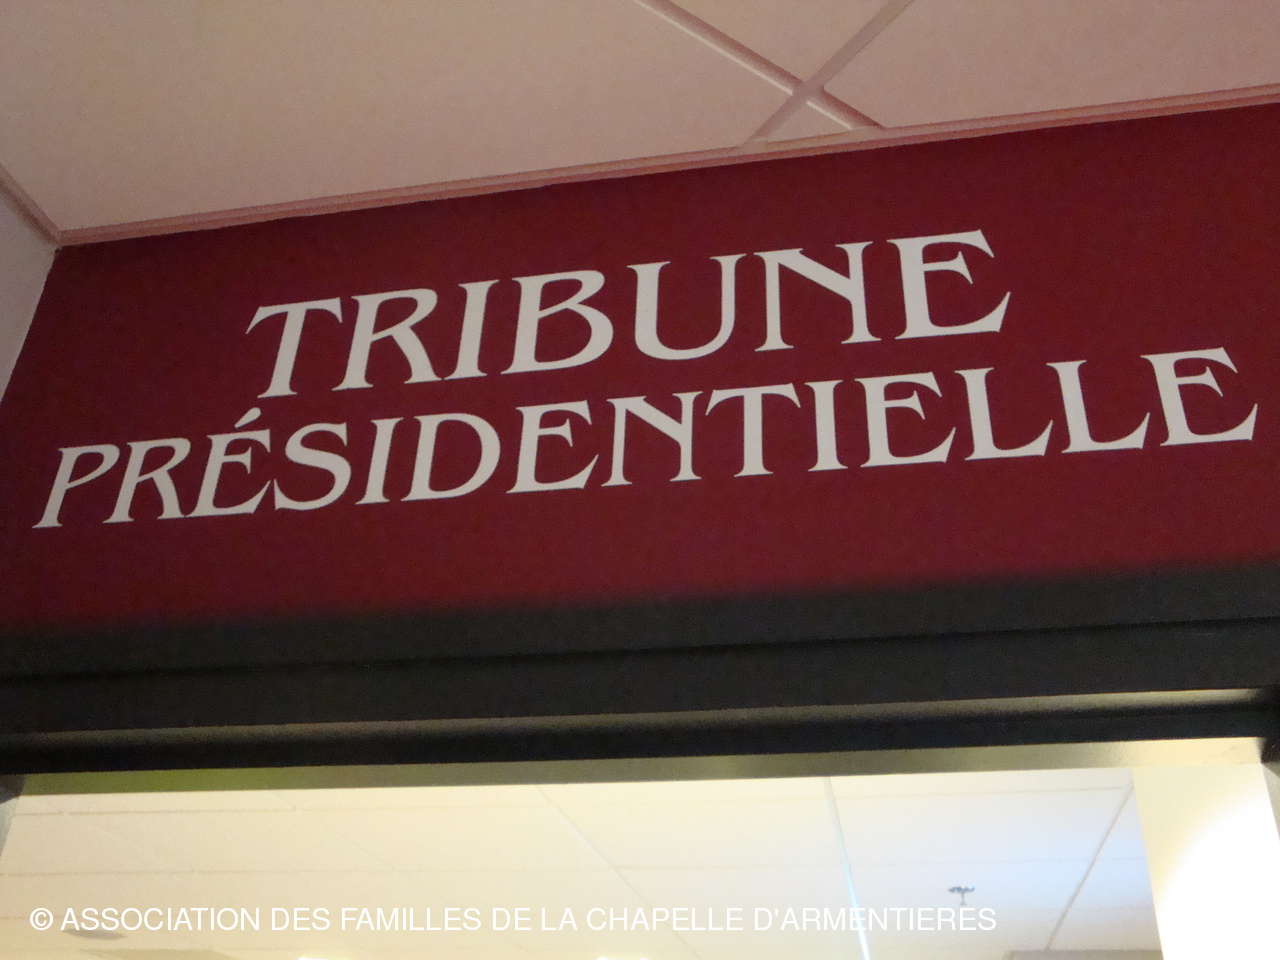 TRIBUNE
PRÉSIDENTIELLE
© ASSOCIATION DES FAMILLES DE LA CHAPELLE D'ARMENTIERES